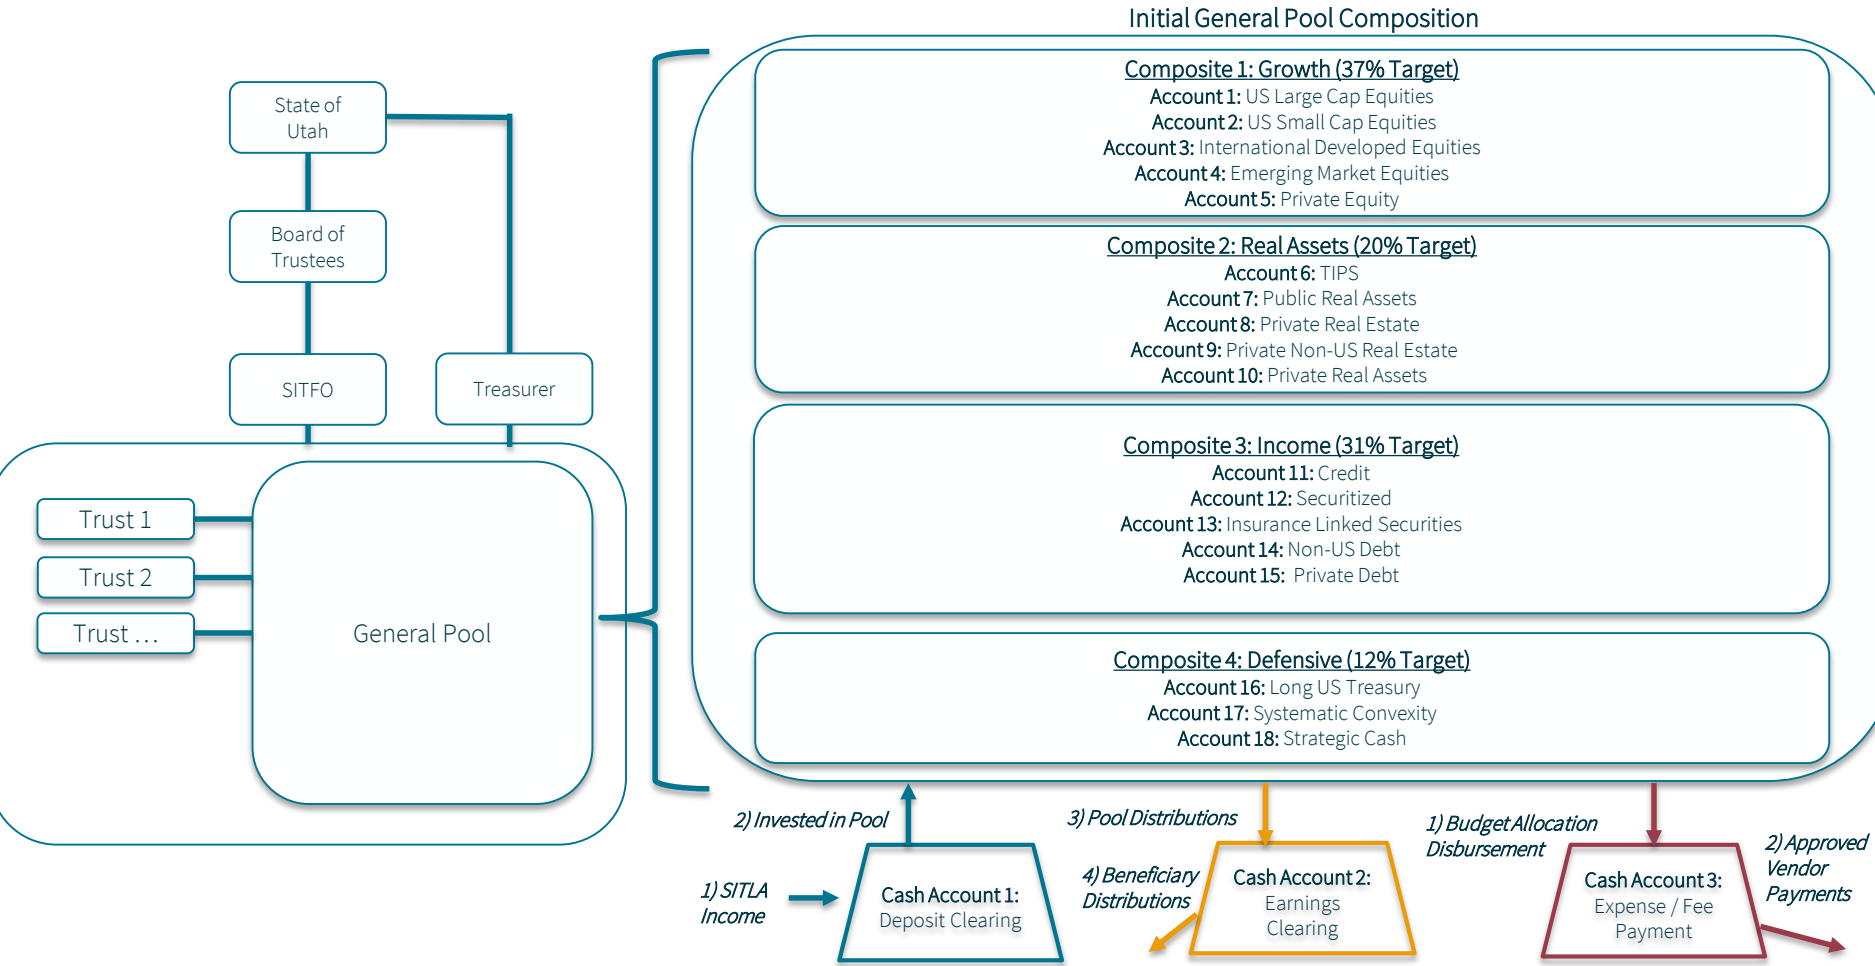 Initial General Pool Composition
State of
Utah
Board of
Trustees
SITFO
Treasurer
Trust 1
Trust 2
Trust ...
General Pool
Composite 1: Growth (37% Target)
Account 1: US Large Cap Equities
Account 2: US Small Cap Equities
Account 3: International Developed Equities
Account 4: Emerging Market Equities
Account 5: Private Equity
Composite 2: Real Assets (20% Target)
Account 6: TIPS
Account 7: Public Real Assets
Account 8: Private Real Estate
Account 9: Private Non-US Real Estate
Account 10: Private Real Assets
Composite 3: Income (31% Target)
Account 11: Credit
Account 12: Securitized
Account 13: Insurance Linked Securities
Account 14: Non-US Debt
Account 15: Private Debt
Composite 4: Defensive (12% Target)
Account 16: Long US Treasury
Account 17: Systematic Convexity
Account 18: Strategic Cash
2) Invested in Pool
1) SITLA
Income
Cash Account 1:
Deposit Clearing
3) Pool Distributions
4) Beneficiary
Distributions
Cash Account 2:
Earnings
Clearing
1) Budget Allocation
Disbursement
Cash Account 3:
Expense / Fee
Payment
2) Approved
Vendor
Payments